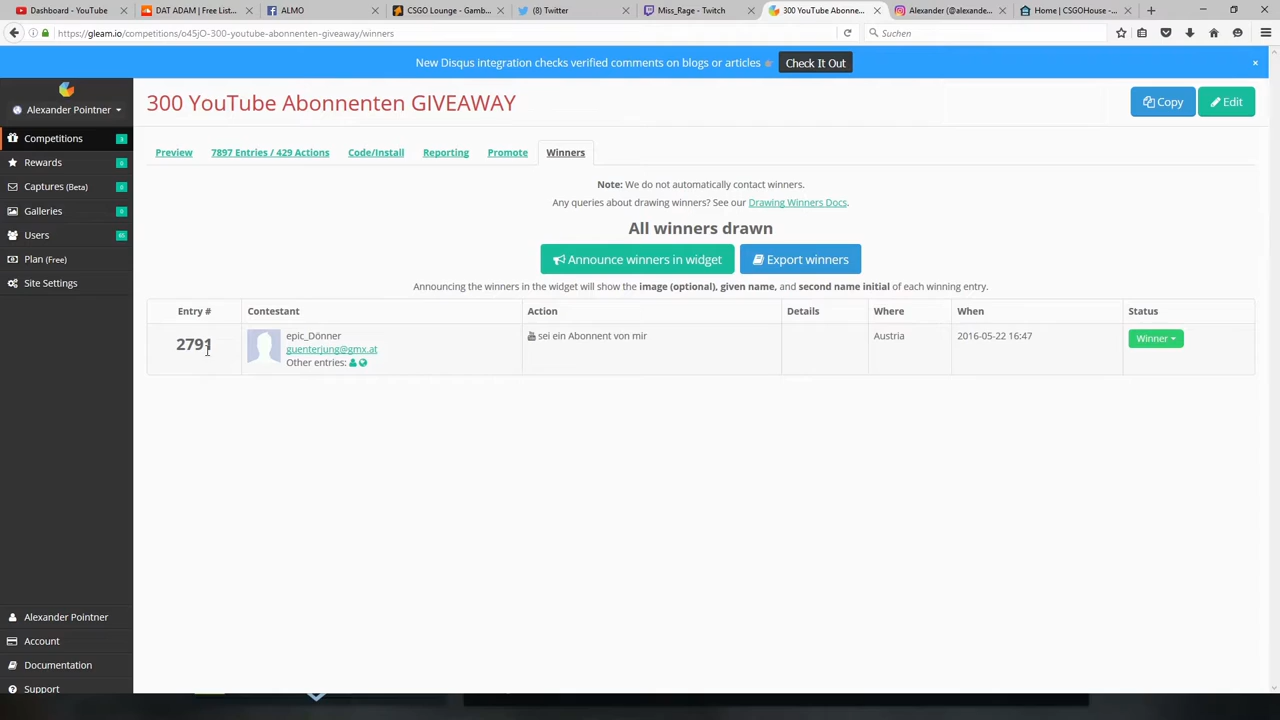 Dashboard - YouTube
DAT ADAM | Free List...
ALMO
CSGO Lounge - Gamb...
(8) Twitter
Miss_Rage - Twitch
300 YouTube Abonne...
Alexander (@alexande...
Home | CSGOHouse -...
https://gleam.io/competitions/o45jO-300-youtube-abonnenten-giveaway/winners
Suchen
New Disqus integration checks verified comments on blogs or articles
Check It Out
Alexander Pointner
300 YouTube Abonnenten GIVEAWAY
Copy
Edit
Competitions 3
Rewards 0
Captures (Beta) 0
Galleries 0
Users 65
Plan (Free)
Site Settings
Preview
7897 Entries / 429 Actions
Code/Install
Reporting
Promote
Winners
Note: We do not automatically contact winners.
Any queries about drawing winners? See our Drawing Winners Docs.
All winners drawn
Announce winners in widget
Export winners
Announcing the winners in the widget will show the image (optional), given name, and second name initial of each winning entry.
Entry # Contestant Action Details Where When Status
2791
epic_Dönner
guenterjung@gmx.at
Other entries:
sei ein Abonnent von mir
Austria
2016-05-22 16:47
Winner
Alexander Pointner
Account
Documentation
Support